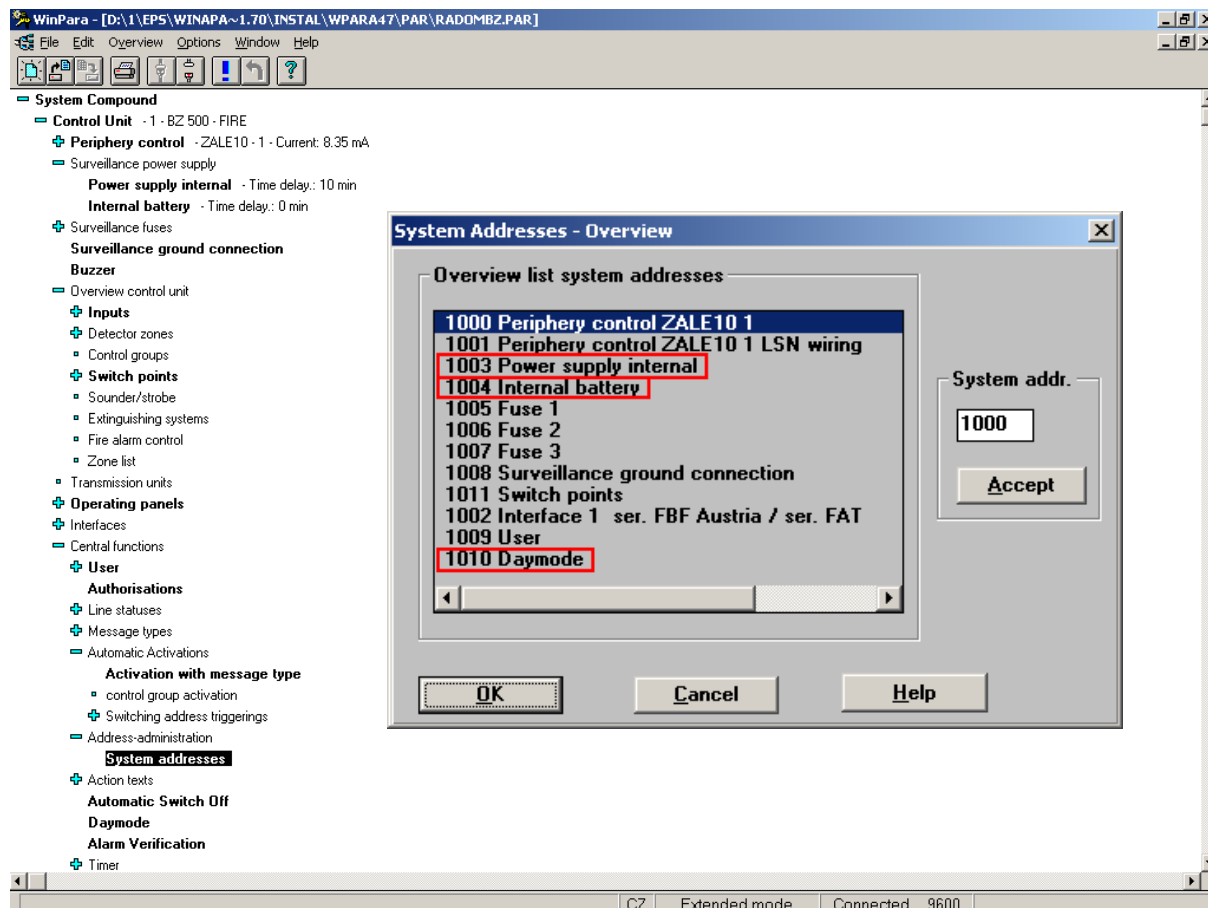 WinPara - [D:\1\EPS\WINAPA~1.70\INSTAL\WPARA47\PAR\RADOMBZ.PAR]
File Edit Overview Options Window Help
System Compound
Control Unit - 1 - BZ 500 - FIRE
Periphery control - ZALE10 - 1 - Current: 8.35 mA
Surveillance power supply
Power supply internal - Time delay.: 10 min
Internal battery - Time delay.: 0 min
Surveillance fuses
Surveillance ground connection
Buzzer
Overview control unit
Inputs
Detector zones
Control groups
Switch points
Sounder/strobe
Extinguishing systems
Fire alarm control
Zone list
Transmission units
Operating panels
Interfaces
Central functions
User
Authorisations
Line statuses
Message types
Automatic Activations
Activation with message type
control group activation
Switching address triggerings
Address-administration
System addresses
Action texts
Automatic Switch Off
Daymode
Alarm Verification
Timer
System Addresses - Overview
Overview list system addresses
1000 Periphery control ZALE10 1
1001 Periphery control ZALE10 1 LSN wiring
1003 Power supply internal
1004 Internal battery
1005 Fuse 1
1006 Fuse 2
1007 Fuse 3
1008 Surveillance ground connection
1011 Switch points
1002 Interface 1 ser. FBF Austria / ser. FAT
1009 User
1010 Daymode
System addr.
1000
Accept
OK Cancel Help
CZ Extended mode Connected 9600